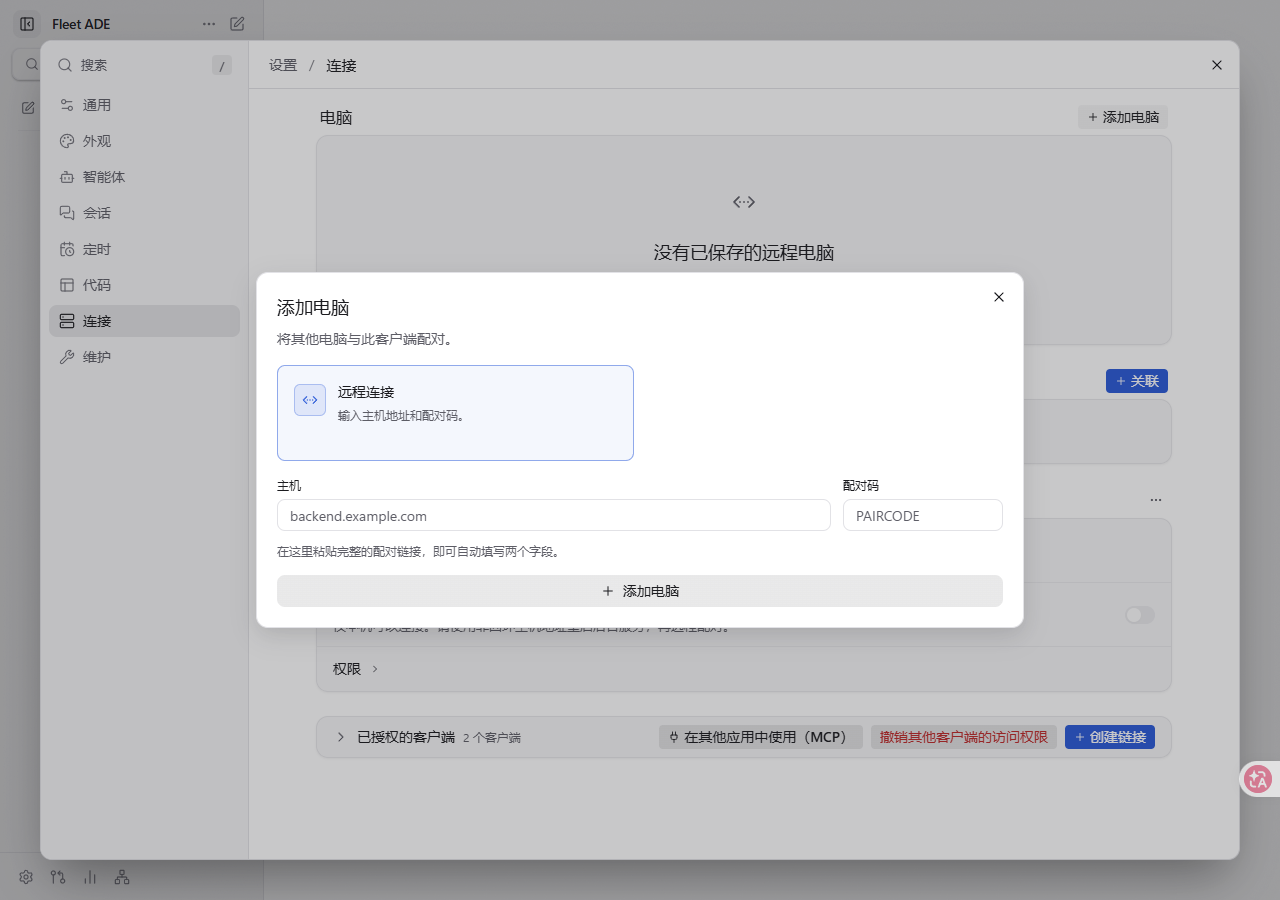 Fleet ADE
搜索
/
通用
外观
智能体
会话
定时
代码
连接
维护
设置 / 连接
电脑
添加电脑
没有已保存的远程电脑
添加电脑
将其他电脑与此客户端配对。
远程连接
输入主机地址和配对码。
主机
配对码
backend.example.com
PAIRCODE
在这里粘贴完整的配对链接，即可自动填写两个字段。
添加电脑
关联
权限
已授权的客户端 2 个客户端
在其他应用中使用（MCP）
撤销其他客户端的访问权限
创建链接